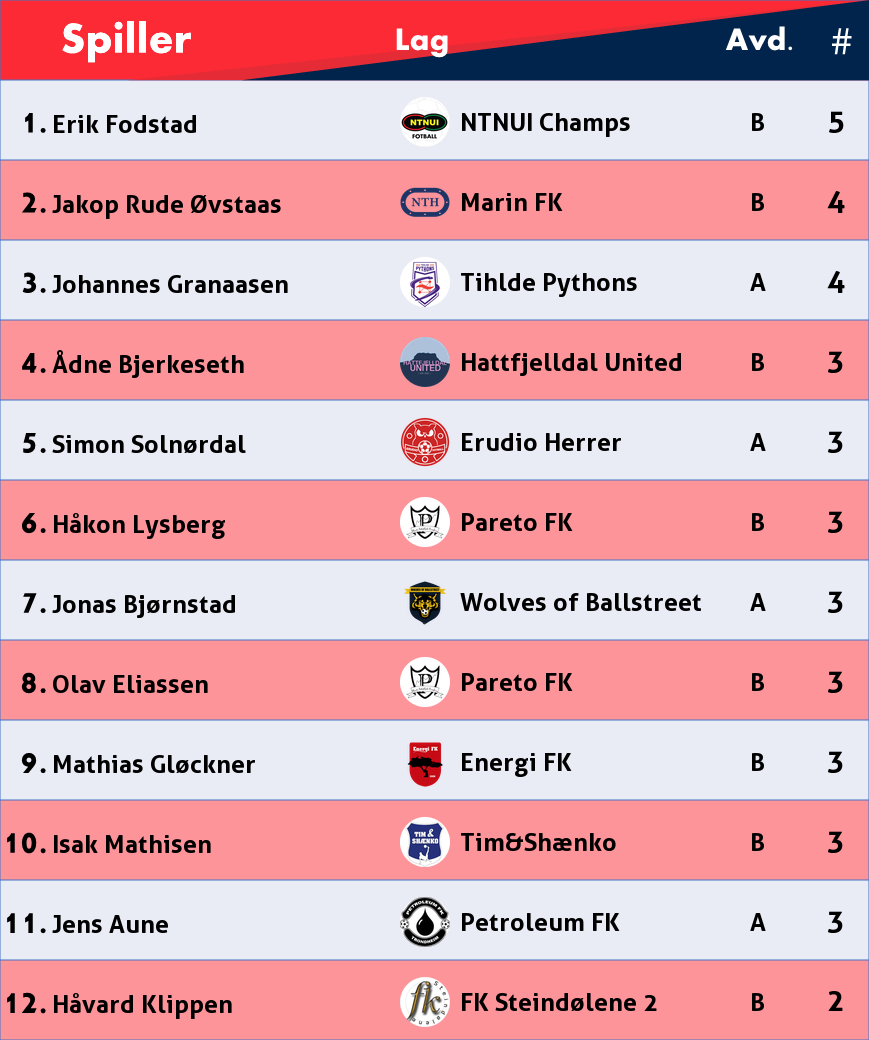 Spiller Lag Avd. #
1. Erik Fodstad NTNUI FOTBALL NTNUI Champs B 5
2. Jakop Rude Øvstaas NTH Marin FK B 4
3. Johannes Granaasen PYTHONS Tihlde Pythons A 4
4. Ådne Bjerkeseth HATTFJELLDAL UNITED Hattfjelldal United B 3
5. Simon Solnørdal Erudio Herrer A 3
6. Håkon Lysberg P Pareto FK B 3
7. Jonas Bjørnstad WOLVES OF BALLSTREET Wolves of Ballstreet A 3
8. Olav Eliassen P Pareto FK B 3
9. Mathias Gløckner Energi FK Energi FK B 3
10. Isak Mathisen TIM & SHÆNKO Tim&Shænko B 3
11. Jens Aune PETROLEUM FK TRONDHEIM Petroleum FK A 3
12. Håvard Klippen fk Steindølene FK Steindølene 2 B 2